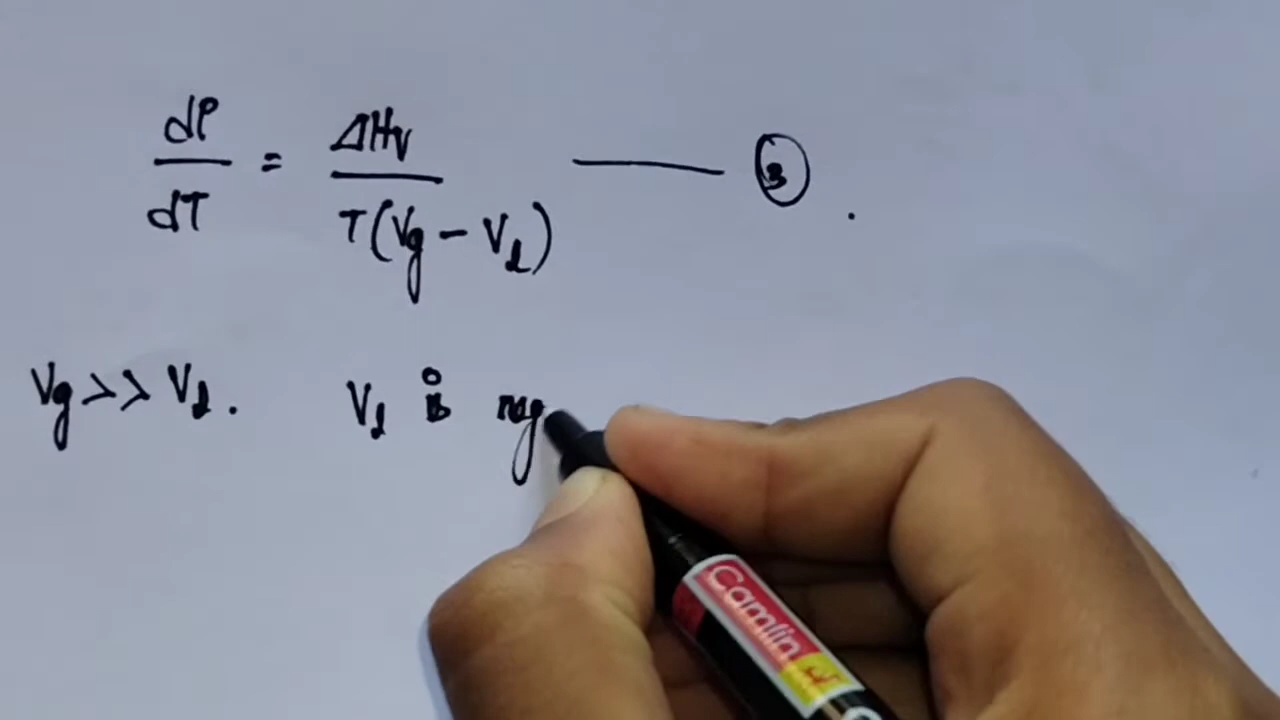 dP/dT = ΔHv/T(Vg - Vl) —— 3 .
Vg >> Vl. Vl is neg
Camlin